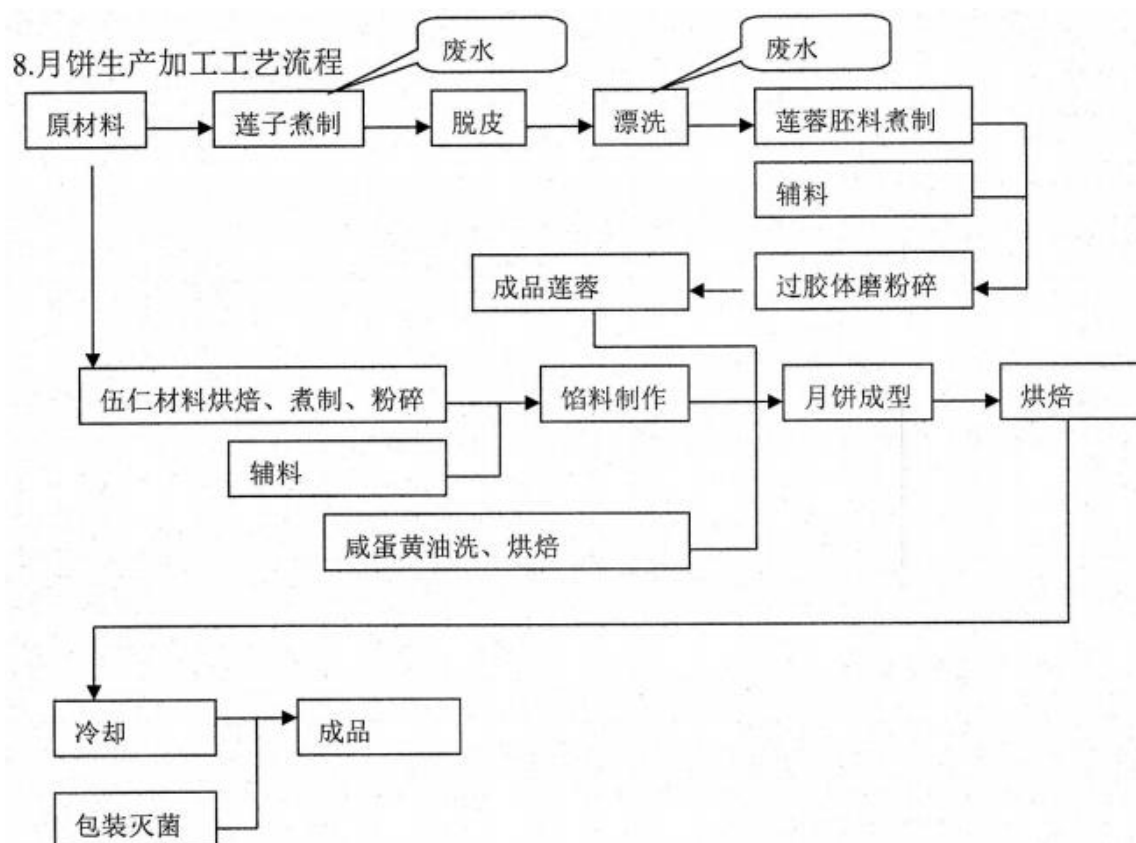 废水
废水
8.月饼生产加工工艺流程
原材料
莲子煮制
脱皮
漂洗
莲蓉胚料煮制
辅料
成品莲蓉
过胶体磨粉碎
伍仁材料烘焙、煮制、粉碎
馅料制作
月饼成型
烘焙
辅料
咸蛋黄油洗、烘焙
冷却
成品
包装灭菌